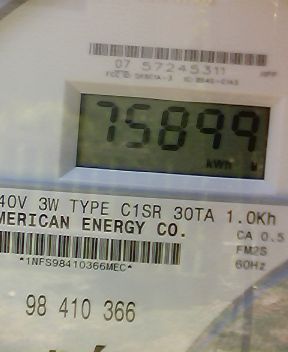 07 57245311
75899
kWh
40V 3W TYPE C1SR 30TA 1.0Kh
MERICAN ENERGY CO.
CA 0.5
FM2S
*1NFS98410366MEC*
60Hz
98 410 366